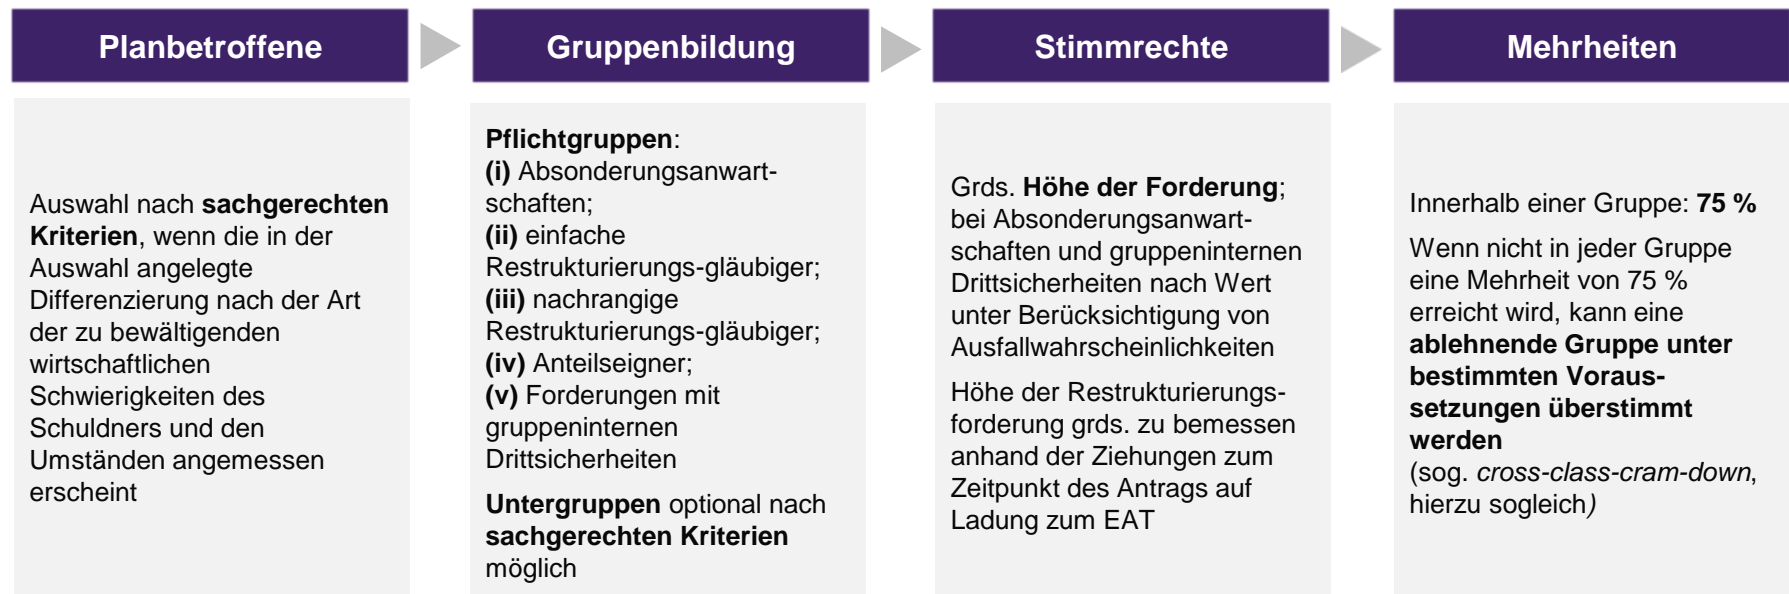 Planbetroffene
Gruppenbildung
Stimmrechte
Mehrheiten
Auswahl nach sachgerechten
Kriterien, wenn die in der
Auswahl angelegte
Differenzierung nach der Art
der zu bewältigenden
wirtschaftlichen
Schwierigkeiten des
Schuldners und den
Umständen angemessen
erscheint
Pflichtgruppen:
(i) Absonderungsanwart-
schaften;
(ii) einfache
Restrukturierungs-gläubiger;
(iii) nachrangige
Restrukturierungs-gläubiger;
(iv) Anteilseigner;
(v) Forderungen mit
gruppeninternen
Drittsicherheiten
Untergruppen optional nach
sachgerechten Kriterien
möglich
Grds. Höhe der Forderung;
bei Absonderungsanwart-
schaften und gruppeninternen
Drittsicherheiten nach Wert
unter Berücksichtigung von
Ausfallwahrscheinlichkeiten
Höhe der Restrukturierungs-
forderung grds. zu bemessen
anhand der Ziehungen zum
Zeitpunkt des Antrags auf
Ladung zum EAT
Innerhalb einer Gruppe: 75 %
Wenn nicht in jeder Gruppe
eine Mehrheit von 75 %
erreicht wird, kann eine
ablehnende Gruppe unter
bestimmten Voraus-
setzungen überstimmt
werden
(sog. cross-class-cram-down,
hierzu sogleich)